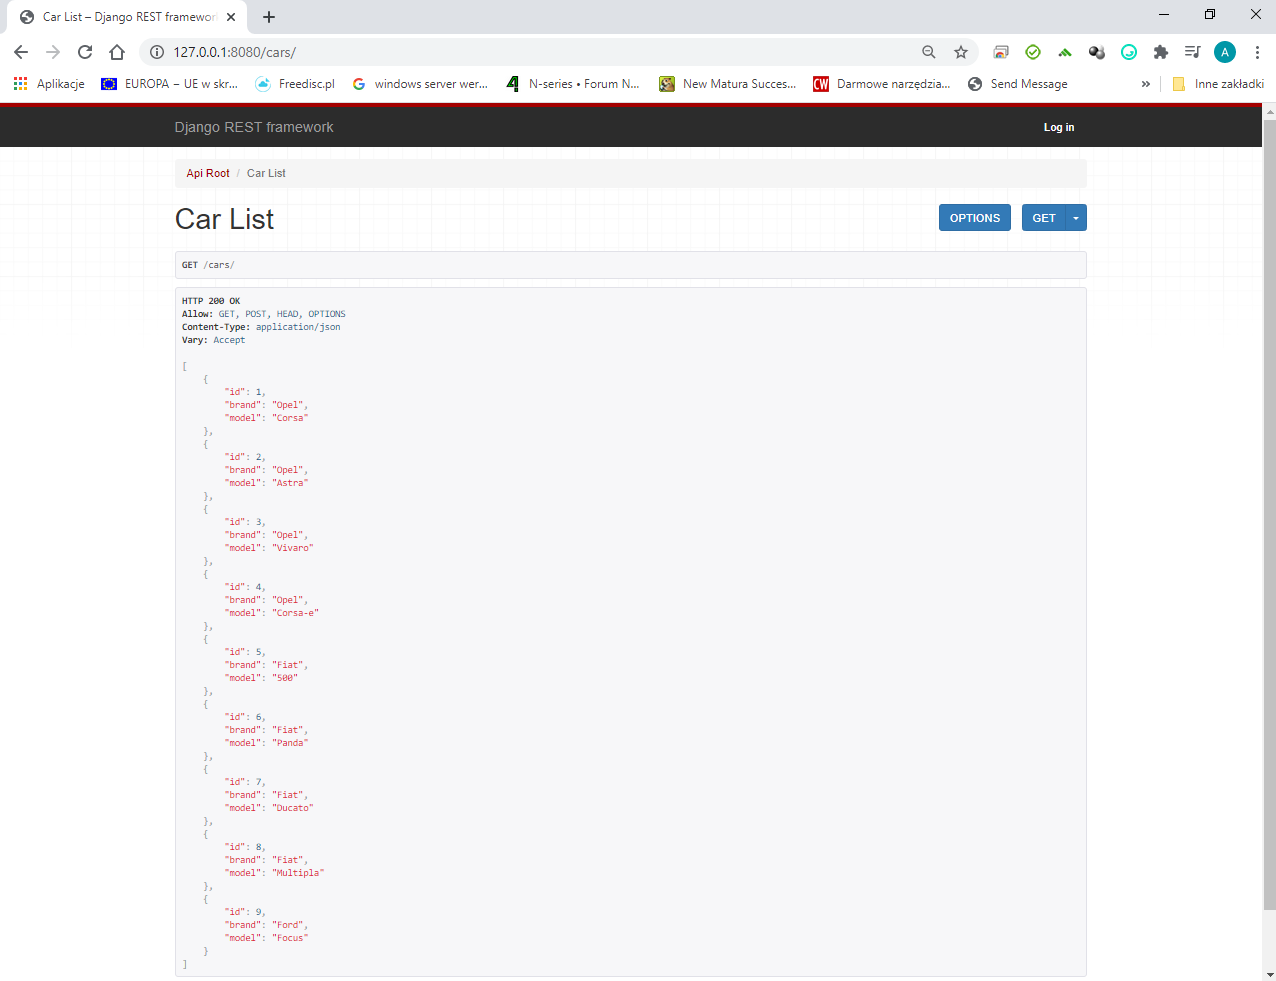 Car List – Django REST framewor
127.0.0.1:8080/cars/
A
Aplikacje
EUROPA – UE w skr...
Freedisc.pl
G windows server wer...
4 N-series • Forum N...
New Matura Succes...
CW Darmowe narzędzia...
Send Message
»
Inne zakładki
Django REST framework
Log in
Api Root / Car List
Car List
OPTIONS
GET
GET /cars/
HTTP 200 OK
Allow: GET, POST, HEAD, OPTIONS
Content-Type: application/json
Vary: Accept
[
    {
        "id": 1,
        "brand": "Opel",
        "model": "Corsa"
    },
    {
        "id": 2,
        "brand": "Opel",
        "model": "Astra"
    },
    {
        "id": 3,
        "brand": "Opel",
        "model": "Vivaro"
    },
    {
        "id": 4,
        "brand": "Opel",
        "model": "Corsa-e"
    },
    {
        "id": 5,
        "brand": "Fiat",
        "model": "500"
    },
    {
        "id": 6,
        "brand": "Fiat",
        "model": "Panda"
    },
    {
        "id": 7,
        "brand": "Fiat",
        "model": "Ducato"
    },
    {
        "id": 8,
        "brand": "Fiat",
        "model": "Multipla"
    },
    {
        "id": 9,
        "brand": "Ford",
        "model": "Focus"
    }
]